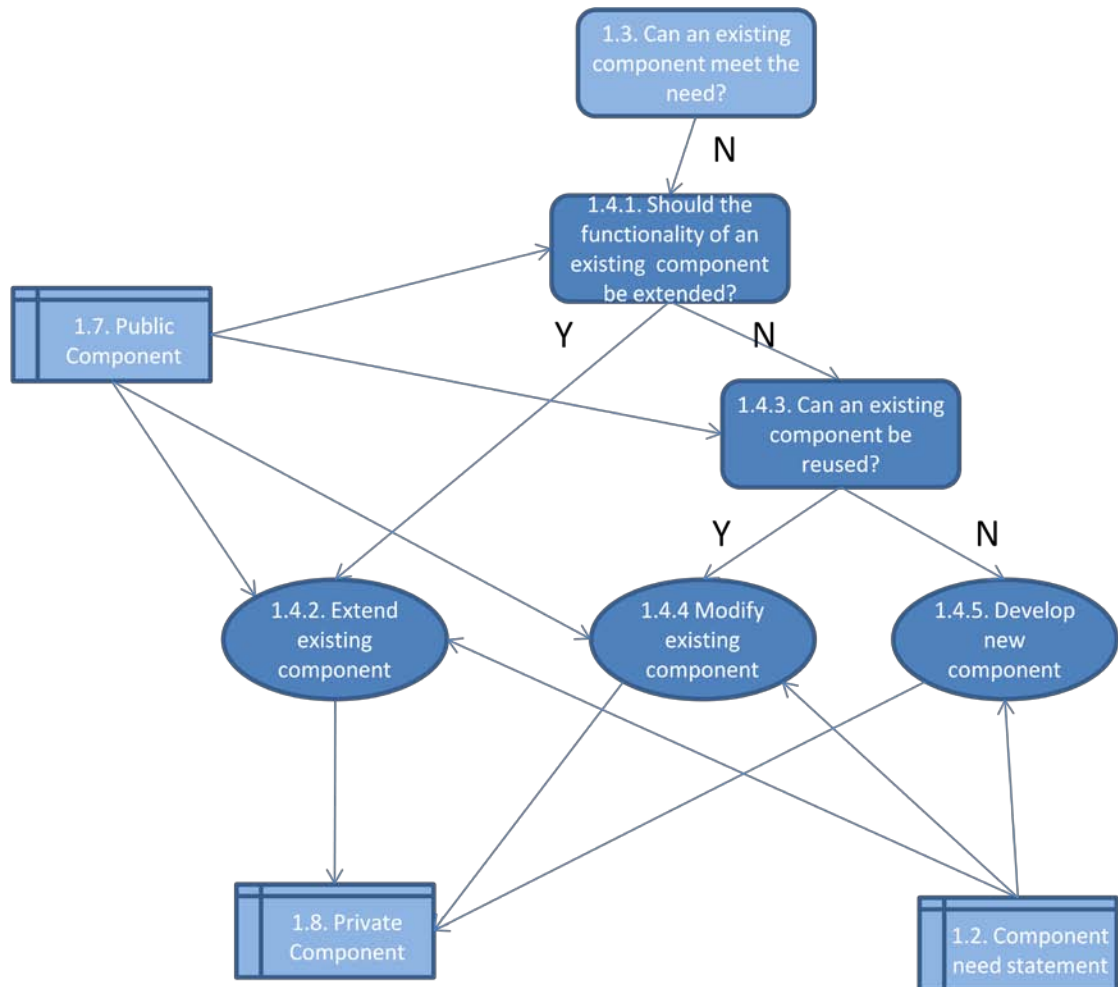 1.3. Can an existing
component meet the
need?
N
1.4.1. Should the
functionality of an
existing component
be extended?
1.7. Public
Component
Y
N
1.4.3. Can an existing
component be
reused?
Y
N
1.4.2. Extend
existing
component
1.4.4 Modify
existing
component
1.4.5. Develop
new
component
1.8. Private
Component
1.2. Component
need statement